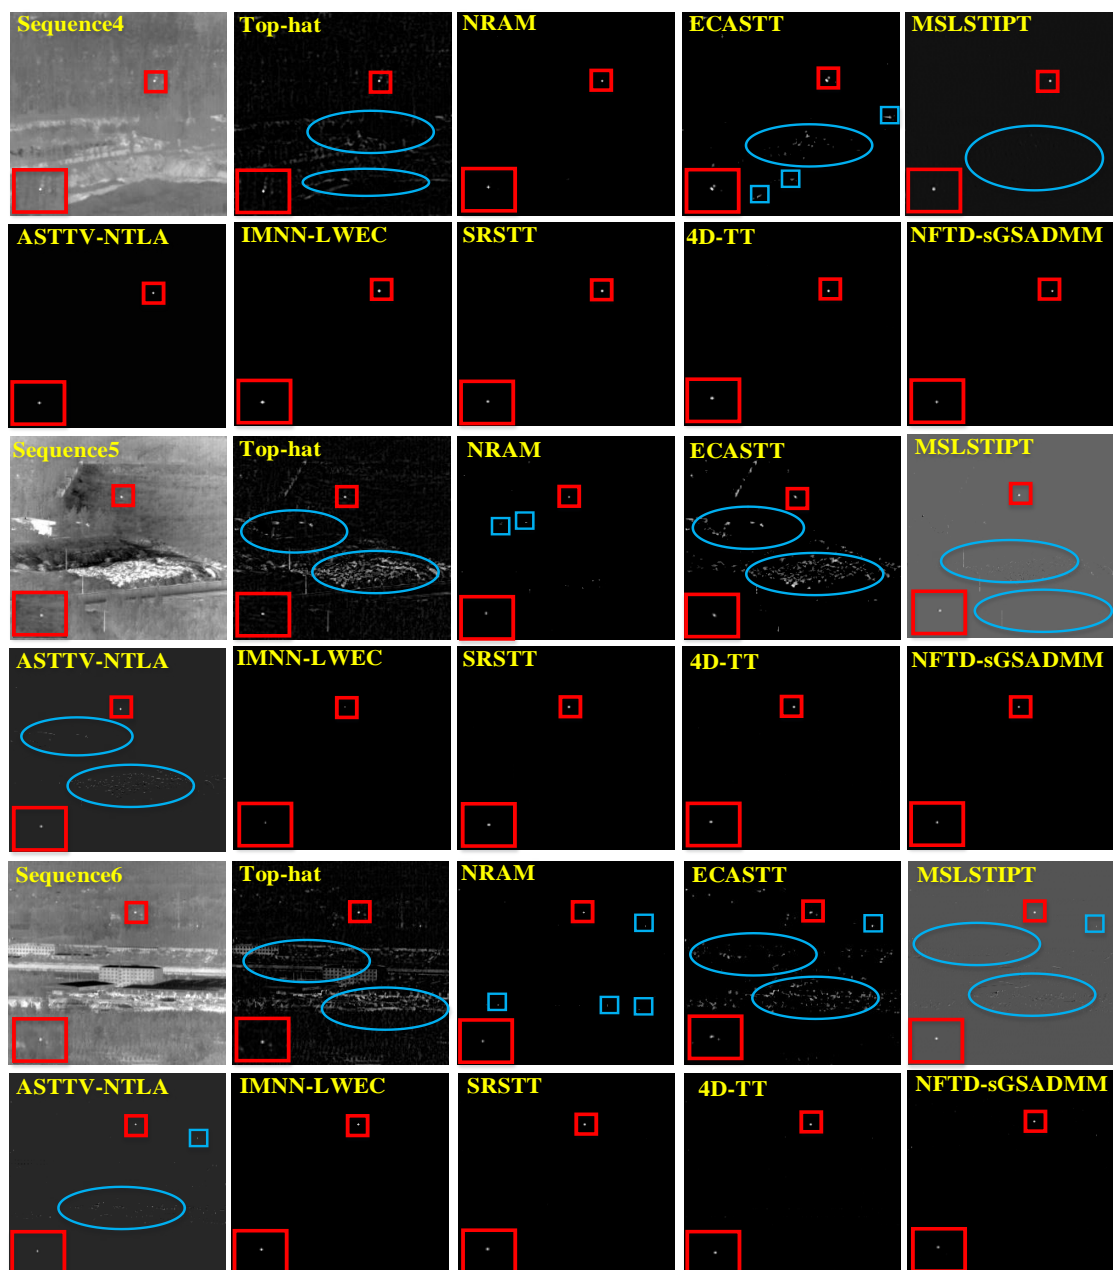 Sequence4
Top-hat
NRAM
ECASTT
MSLSTIPT
ASTTV-NTLA
IMNN-LWEC
SRSTT
4D-TT
NFTD-sGSADMM
Sequence5
Top-hat
NRAM
ECASTT
MSLSTIPT
ASTTV-NTLA
IMNN-LWEC
SRSTT
4D-TT
NFTD-sGSADMM
Sequence6
Top-hat
NRAM
ECASTT
MSLSTIPT
ASTTV-NTLA
IMNN-LWEC
SRSTT
4D-TT
NFTD-sGSADMM